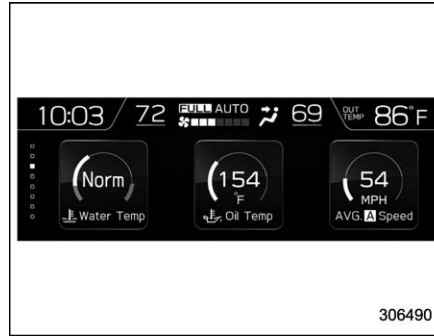 10:03 72 FULL AUTO 69 OUT TEMP 86°F
Norm 154 °F 54 MPH
Water Temp Oil Temp AVG. A Speed
306490